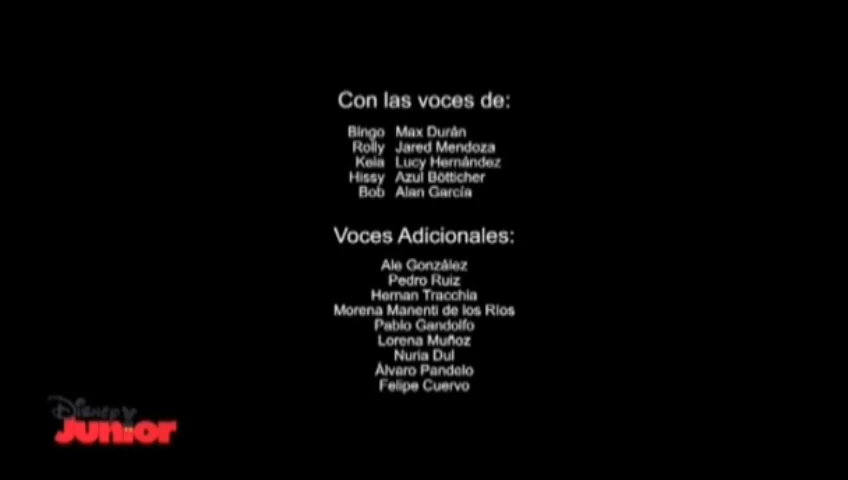 Con las voces de:
Bingo Max Durán
Rolly Jared Mendoza
Keia Lucy Hernández
Hissy Azul Bötticher
Bob Alan García
Voces Adicionales:
Ale González
Pedro Ruiz
Hernan Tracchia
Morena Manenti de los Ríos
Pablo Gandolfo
Lorena Muñoz
Nuria Dul
Álvaro Pandelo
Felipe Cuervo
Disney
Junior